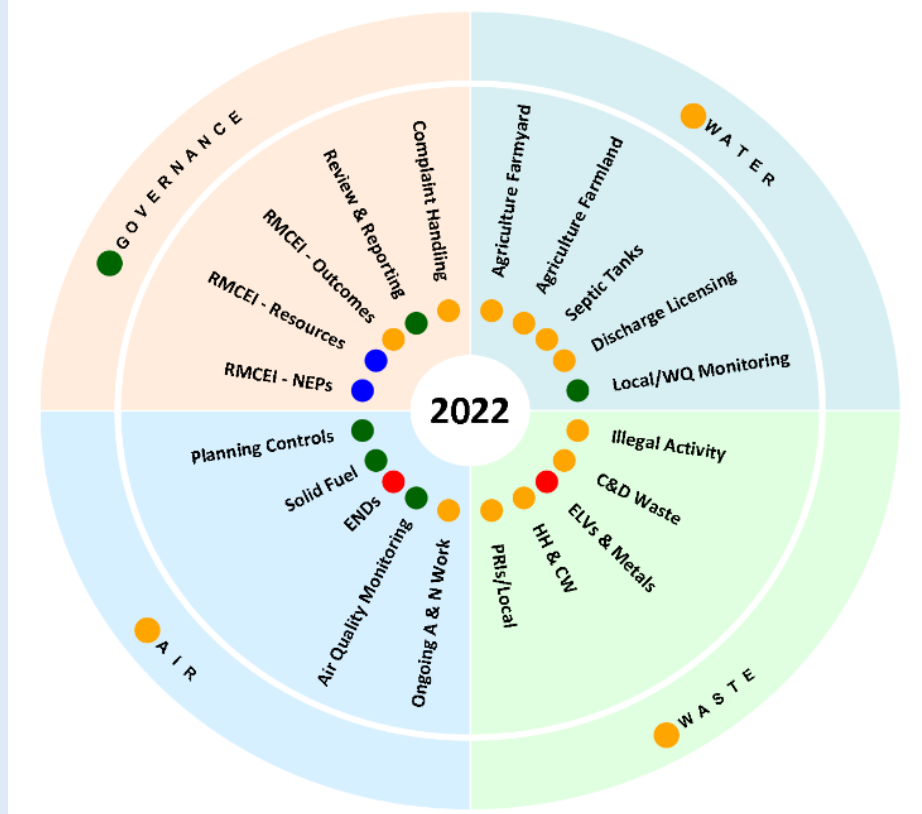 GOVERNANCE
WATER
Complaint Handling
Review & Reporting
RMCEI - Outcomes
RMCEI - Resources
RMCEI - NEPs
Agriculture Farmyard
Agriculture Farmland
Septic Tanks
Discharge Licensing
Local/WQ Monitoring
2022
Planning Controls
Solid Fuel
ENDs
Air Quality Monitoring
Ongoing A & N Work
Illegal Activity
C&D Waste
ELVs & Metals
HH & CW
PRIs/Local
AIR
WASTE